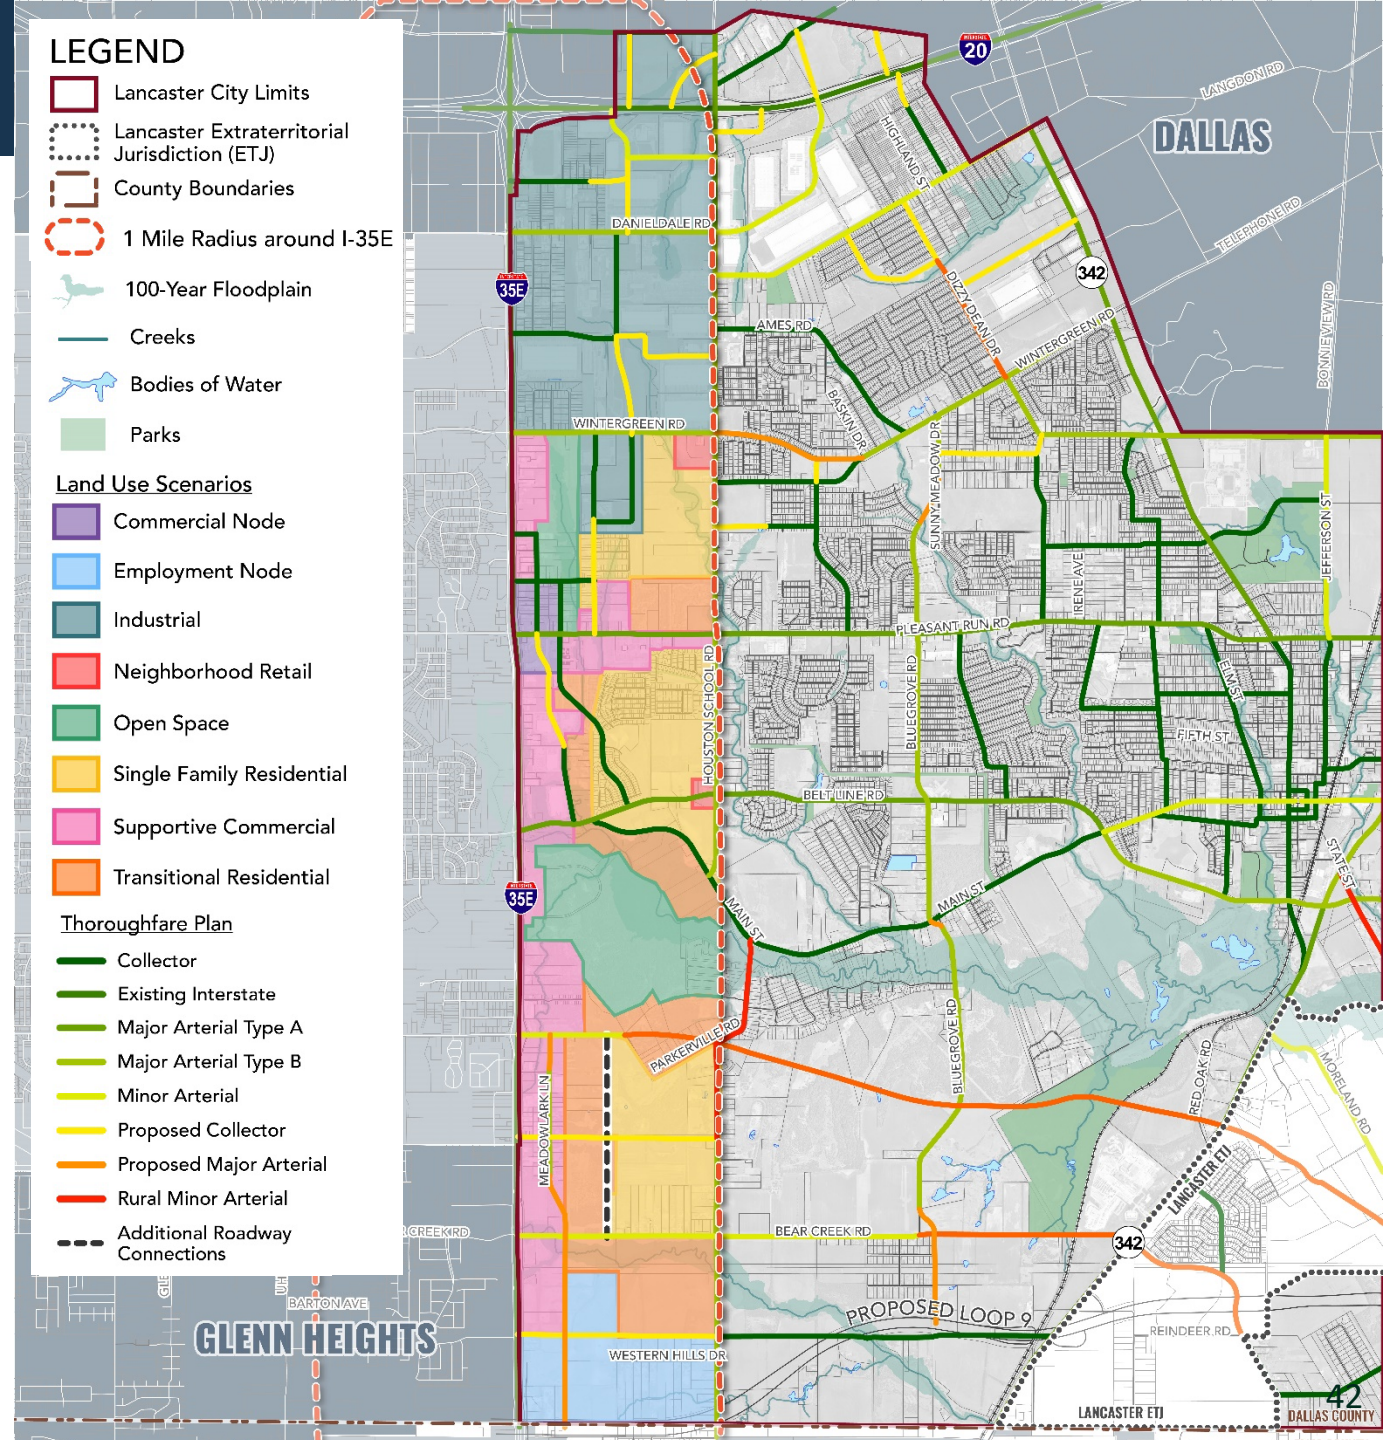 LEGEND
Lancaster City Limits
Lancaster Extraterritorial
Jurisdiction (ETJ)
County Boundaries
1 Mile Radius around I-35E
100-Year Floodplain
Creeks
Bodies of Water
Parks
Land Use Scenarios
Commercial Node
Employment Node
Industrial
Neighborhood Retail
Open Space
Single Family Residential
Supportive Commercial
Transitional Residential
Thoroughfare Plan
Collector
Existing Interstate
Major Arterial Type A
Major Arterial Type B
Minor Arterial
Proposed Collector
Proposed Major Arterial
Rural Minor Arterial
Additional Roadway
Connections
20
LANGDON RD
DALLAS
HIGHLAND ST
TELEPHONE RD
DANIELDALE RD
342
35E
DIZZY DEAN DR
BONNIE VIEW RD
AMES RD
WINTERGREEN RD
BASKIN DR
WINTERGREEN RD
SUNNY MEADOW DR
JEFFERSON ST
IRENE AVE
PLEASANT RUN RD
HOUSTON SCHOOL RD
BLUEGROVE RD
ELM ST
FIFTH ST
BELT LINE RD
STATE ST
35E
MAIN ST
MAIN ST
PARKERVILLE RD
BLUEGROVE RD
RED OAK RD
MORELAND RD
MEADOWLARK LN
LANCASTER ETJ
CREEK RD
BEAR CREEK RD
342
BARTON AVE
GLENN HEIGHTS
PROPOSED LOOP 9
REINDEER RD
WESTERN HILLS DR
LANCASTER ETJ
42
DALLAS COUNTY